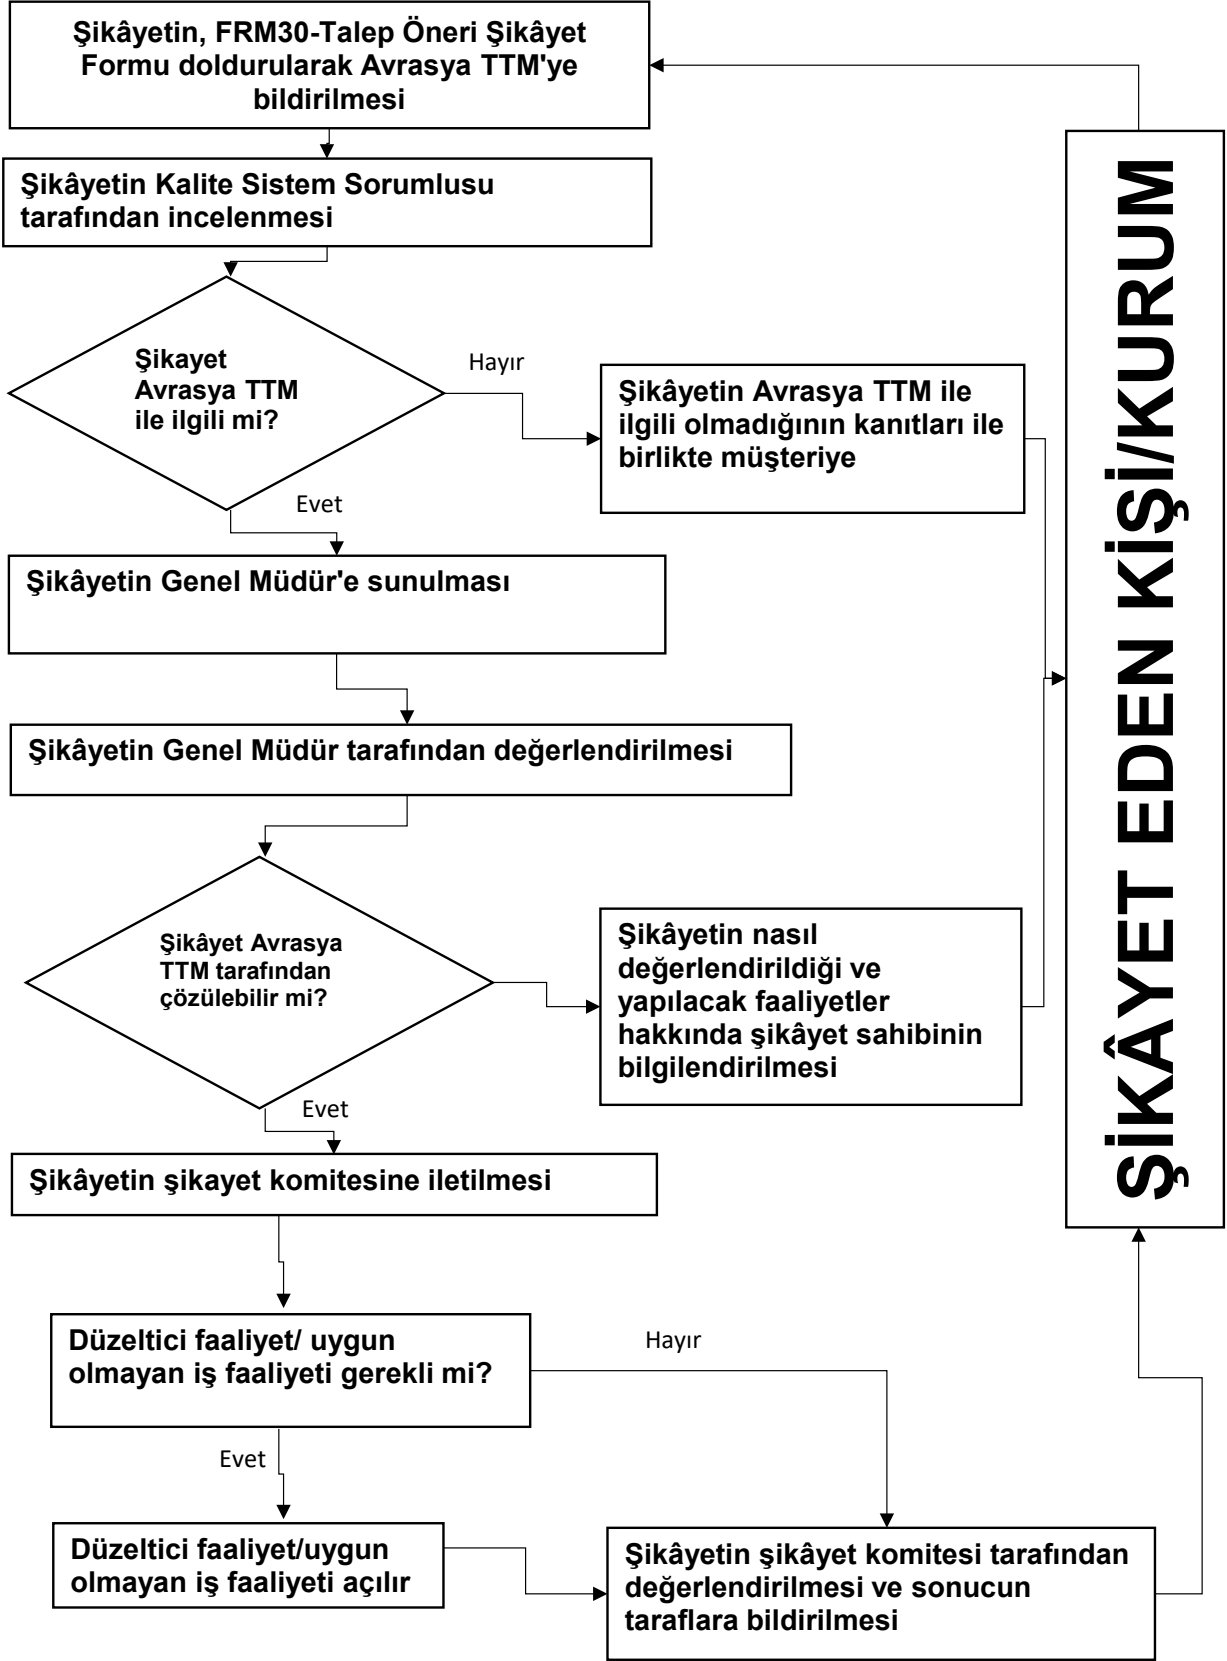 Şikâyetin, FRM30-Talep Öneri Şikâyet
Formu doldurularak Avrasya TTM'ye
bildirilmesi
Şikâyetin Kalite Sistem Sorumlusu
tarafından incelenmesi
Şikayet
Avrasya TTM
ile ilgili mi?
Hayır
Şikâyetin Avrasya TTM ile
ilgili olmadığının kanıtları ile
birlikte müşteriye
Evet
Şikâyetin Genel Müdür'e sunulması
Şikâyetin Genel Müdür tarafından değerlendirilmesi
Şikâyet Avrasya
TTM tarafından
çözülebilir mi?
Şikâyetin nasıl
değerlendirildiği ve
yapılacak faaliyetler
hakkında şikâyet sahibinin
bilgilendirilmesi
Evet
Şikâyetin şikayet komitesine iletilmesi
Düzeltici faaliyet/ uygun
olmayan iş faaliyeti gerekli mi?
Hayır
Evet
Düzeltici faaliyet/uygun
olmayan iş faaliyeti açılır
Şikâyetin şikâyet komitesi tarafından
değerlendirilmesi ve sonucun
taraflara bildirilmesi
ŞİKÂYET EDEN KİŞİ/KURUM